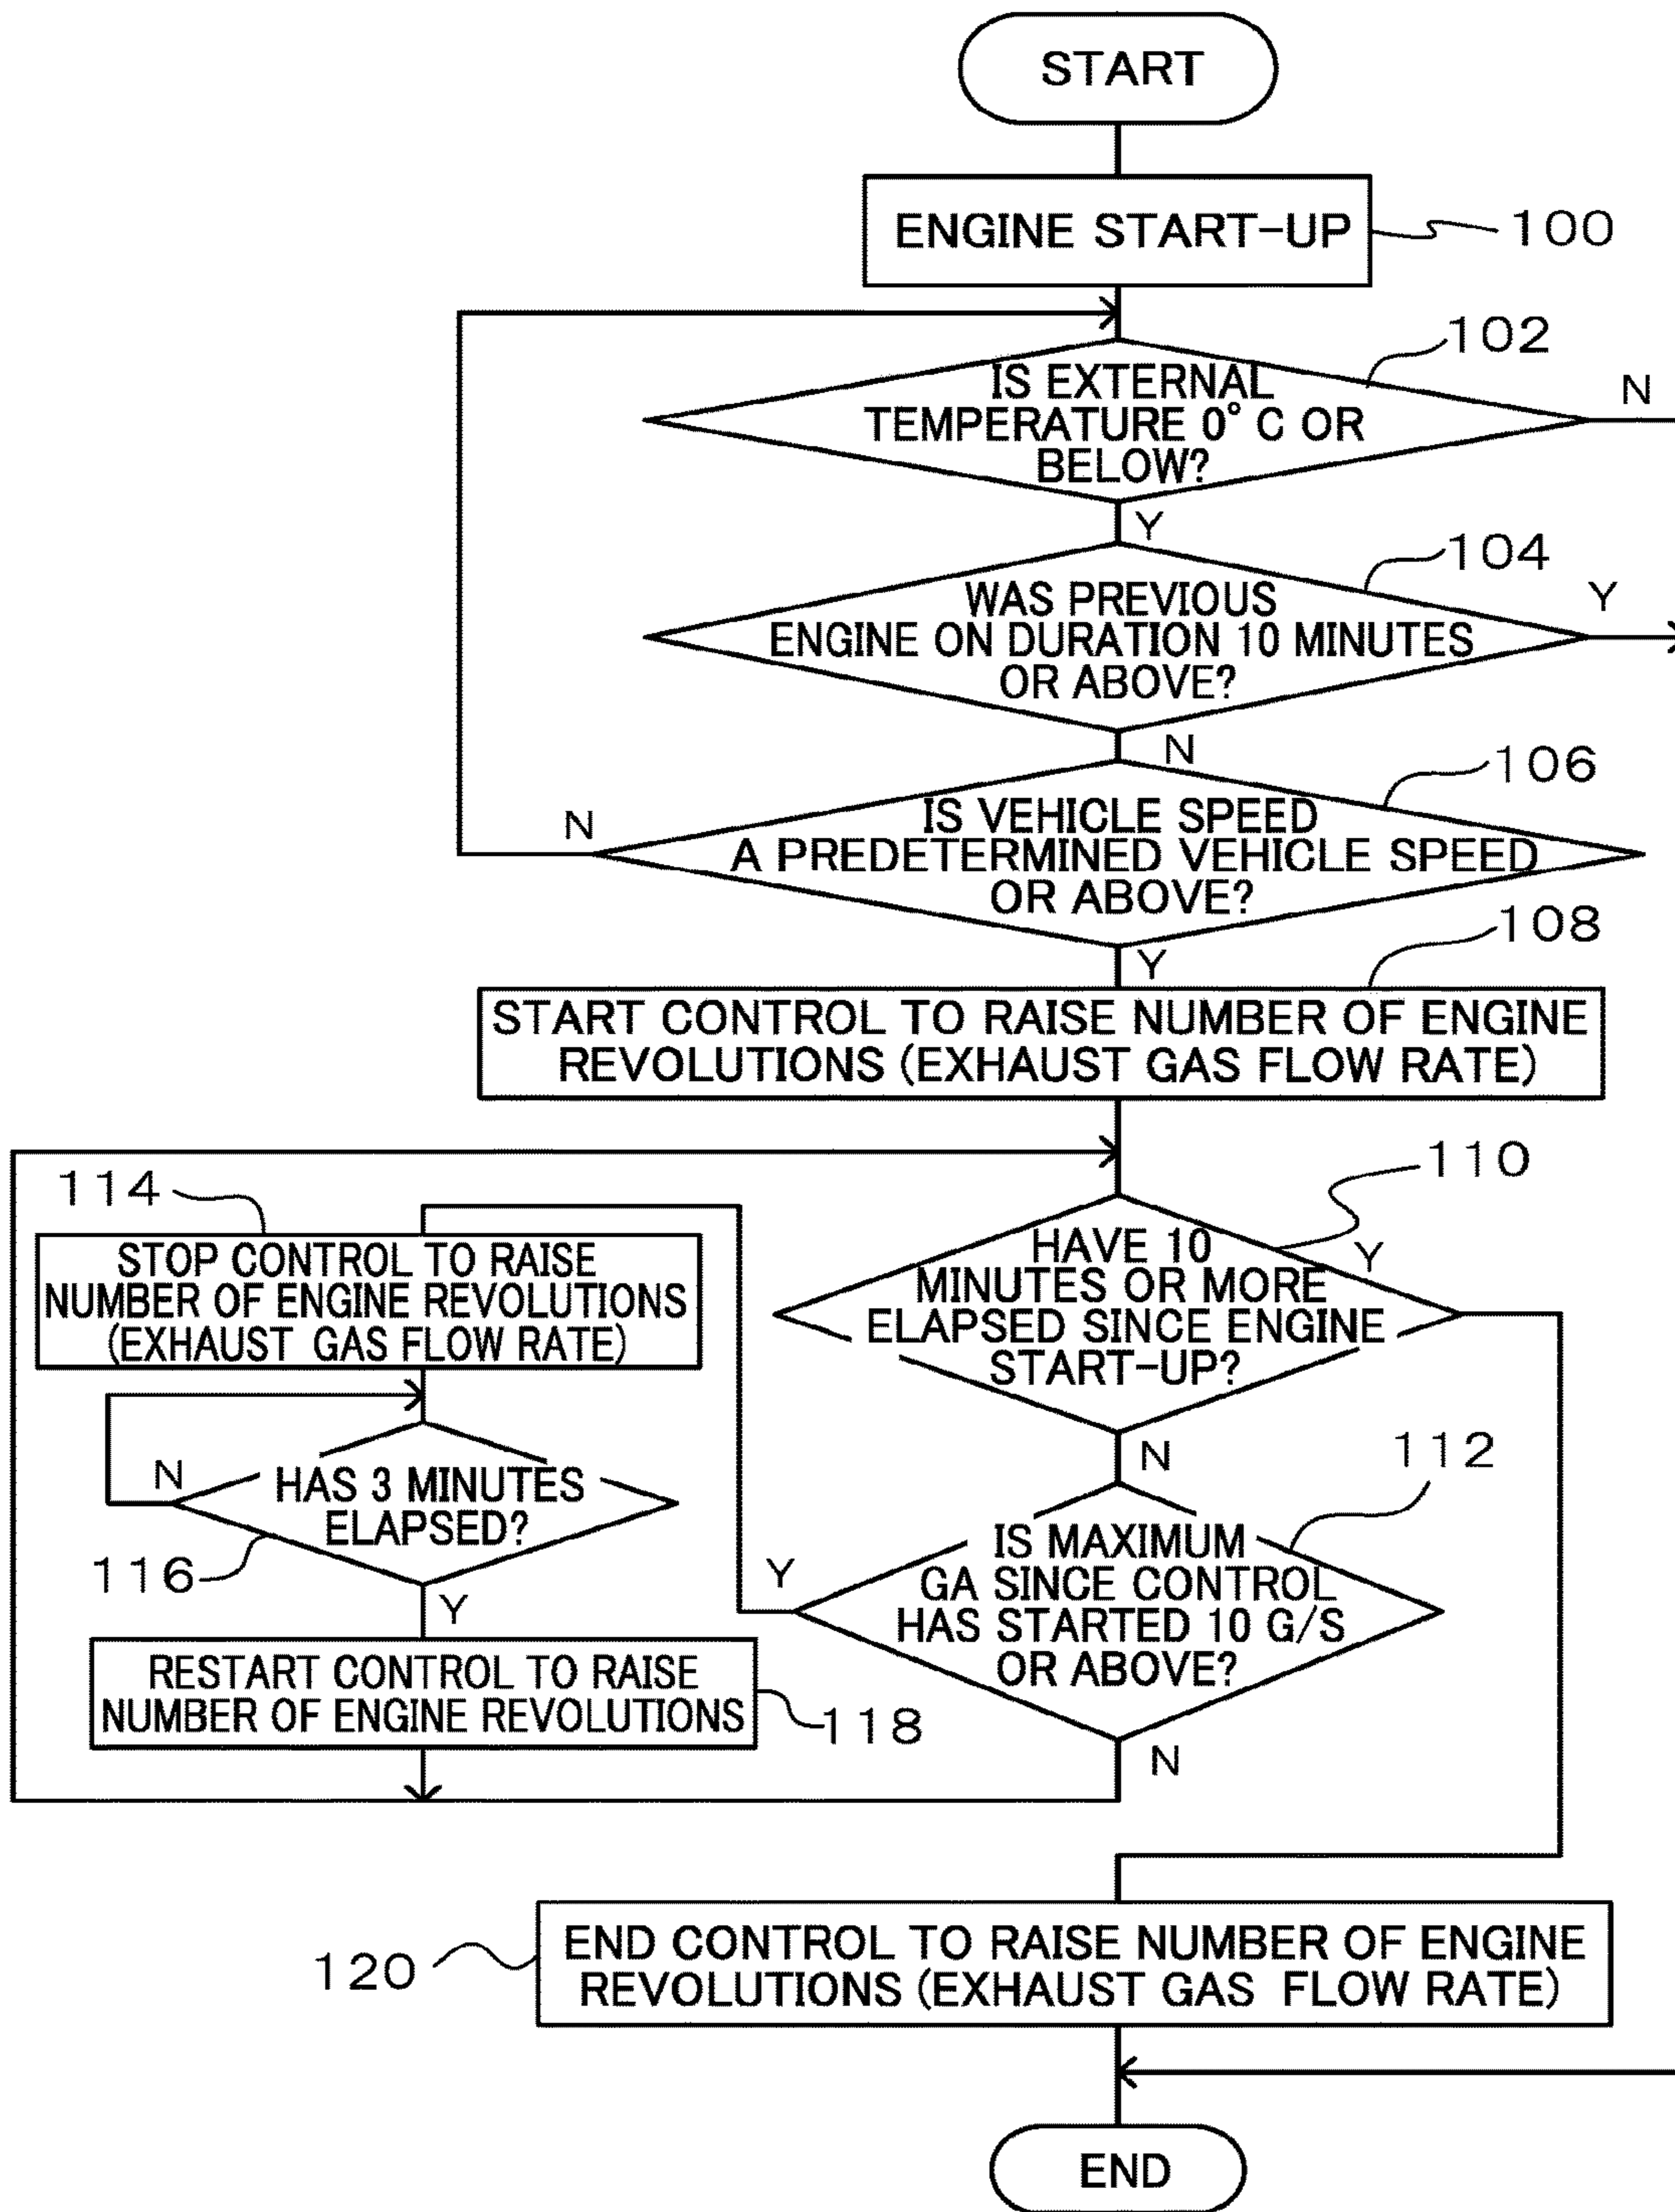 START
ENGINE START-UP
100
102
IS EXTERNAL
TEMPERATURE 0° C OR
BELOW?
N
Y
104
WAS PREVIOUS
ENGINE ON DURATION 10 MINUTES
OR ABOVE?
Y
N
106
IS VEHICLE SPEED
A PREDETERMINED VEHICLE SPEED
OR ABOVE?
N
Y
108
START CONTROL TO RAISE NUMBER OF ENGINE
REVOLUTIONS (EXHAUST GAS FLOW RATE)
110
HAVE 10
MINUTES OR MORE
ELAPSED SINCE ENGINE
START-UP?
Y
N
112
IS MAXIMUM
GA SINCE CONTROL
HAS STARTED 10 G/S
OR ABOVE?
Y
N
114
STOP CONTROL TO RAISE
NUMBER OF ENGINE REVOLUTIONS
(EXHAUST GAS FLOW RATE)
N
HAS 3 MINUTES
ELAPSED?
116
Y
RESTART CONTROL TO RAISE
NUMBER OF ENGINE REVOLUTIONS
118
END CONTROL TO RAISE NUMBER OF ENGINE
REVOLUTIONS (EXHAUST GAS FLOW RATE)
120
END